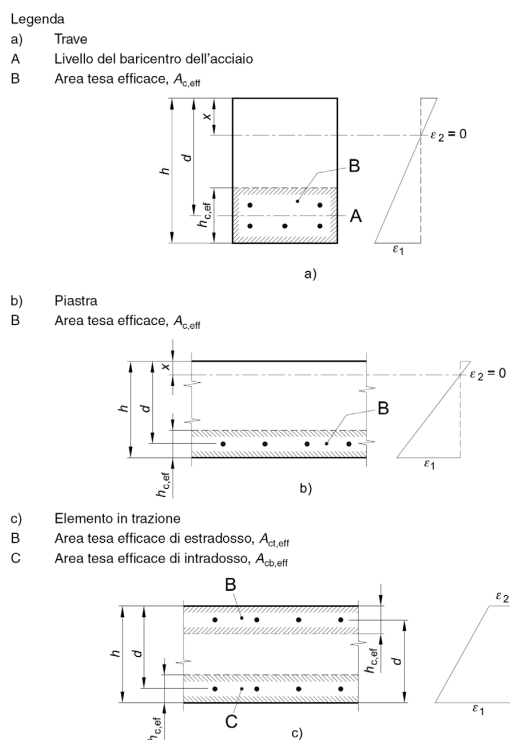 Legenda
a) Trave
A Livello del baricentro dell'acciaio
B Area tesa efficace, Ac,eff
h
d
x
hc,ef
B
A
ε2 = 0
ε1
a)
b) Piastra
B Area tesa efficace, Ac,eff
h
d
x
hc,ef
B
ε2 = 0
ε1
b)
c) Elemento in trazione
B Area tesa efficace di estradosso, Act,eff
C Area tesa efficace di intradosso, Acb,eff
h
d
hc,ef
B
C
hc,ef
d
ε2
ε1
c)